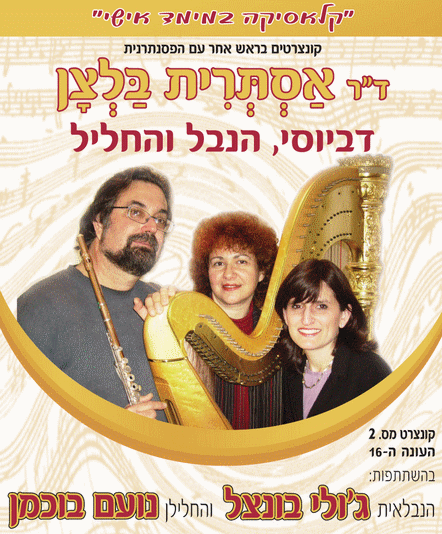 "קלאסיקה במימד אישי"
קונצרטים בראש אחר עם הפסנתרנית
ד"ר אַסְתְּרִית בַּלְצָן
דביוסי, הנבל והחליל
קונצרט מס. 2
העונה ה-16
בהשתתפות:
הנבלאית ג'ולי בונצל והחלילן נועם בוכמן